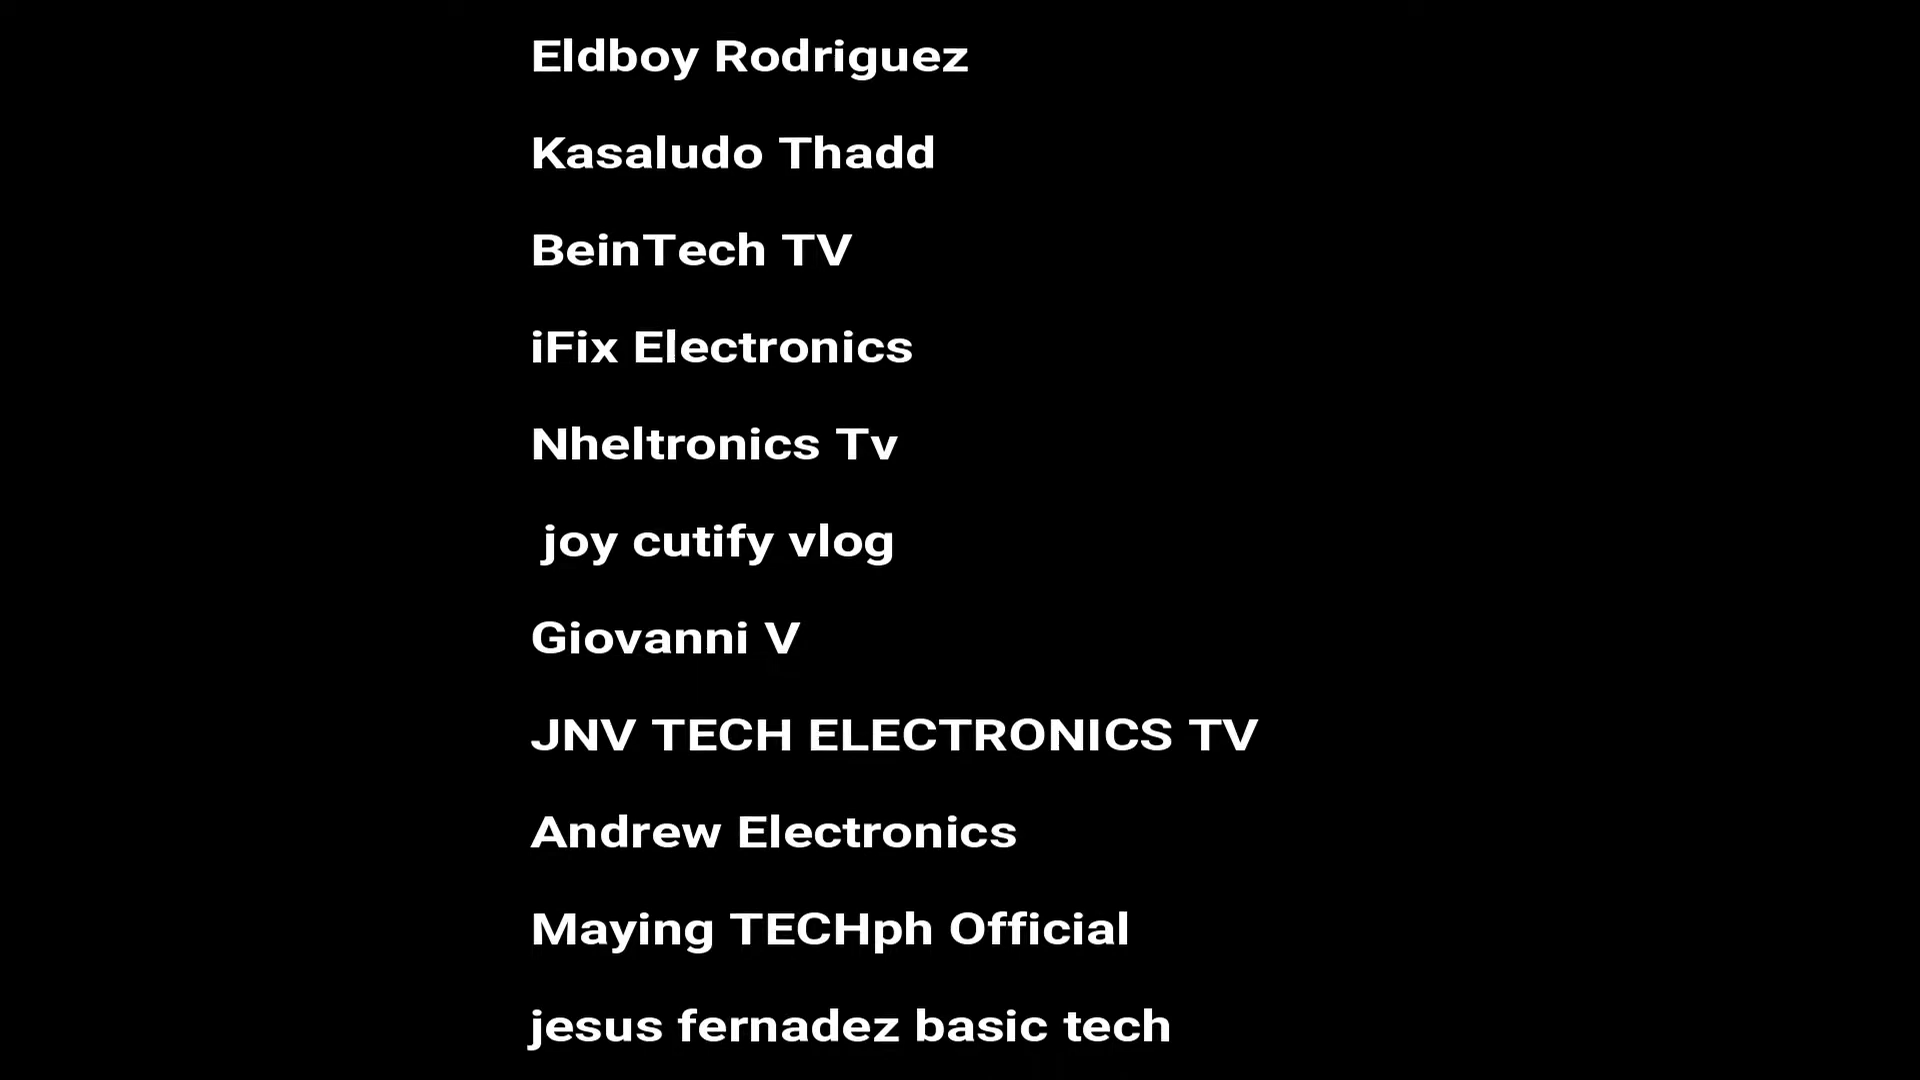 Eldboy Rodriguez
Kasaludo Thadd
BeinTech TV
iFix Electronics
Nheltronics Tv
joy cutify vlog
Giovanni V
JNV TECH ELECTRONICS TV
Andrew Electronics
Maying TECHph Official
jesus fernadez basic tech